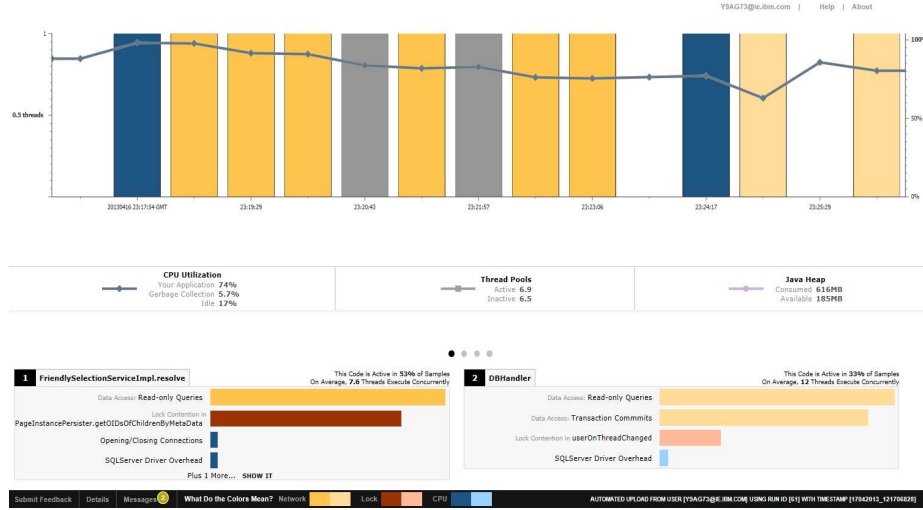 Y9AG73@ie.ibm.com | Help | About
1
100%
0.5 threads
50%
0%
20130416 23:17:54 GMT 23:19:29 23:20:43 23:21:57 23:23:06 23:24:17 23:25:29
CPU Utilization
Your Application 74%
Garbage Collection 5.7%
Idle 17%
Thread Pools
Active 6.9
Inactive 6.5
Java Heap
Consumed 616MB
Available 185MB
1 FriendlySelectionServiceImpl.resolve
This Code is Active in 53% of Samples
On Average, 7.6 Threads Execute Concurrently
Data Access: Read-only Queries
Lock Contention in
PageInstancePersister.getOIDsOfChildrenByMetaData
Opening/Closing Connections
SQLServer Driver Overhead
Plus 1 More... SHOW IT
2 DBHandler
This Code is Active in 33% of Samples
On Average, 12 Threads Execute Concurrently
Data Access: Read-only Queries
Data Access: Transaction Commmits
Lock Contention in userOnThreadChanged
SQLServer Driver Overhead
Submit Feedback Details Messages 2 What Do the Colors Mean? Network Lock CPU AUTOMATED UPLOAD FROM USER [Y9AG73@IE.IBM.COM] USING RUN ID [61] WITH TIMESTAMP [17042013_121706828]